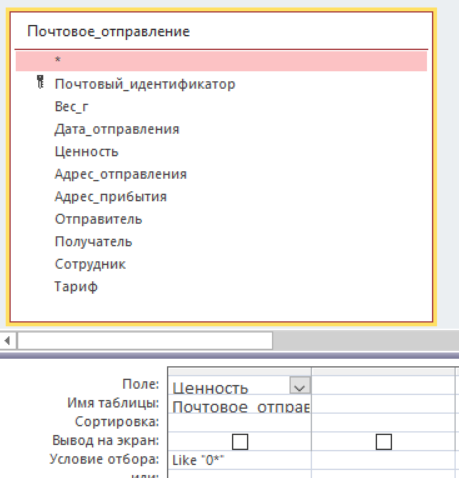 Почтовое_отправление
*
Почтовый_идентификатор
Вес_г
Дата_отправления
Ценность
Адрес_отправления
Адрес_прибытия
Отправитель
Получатель
Сотрудник
Тариф
Поле: Ценность
Имя таблицы: Почтовое_отправ
Сортировка:
Вывод на экран:
Условие отбора: Like "0*"
или: